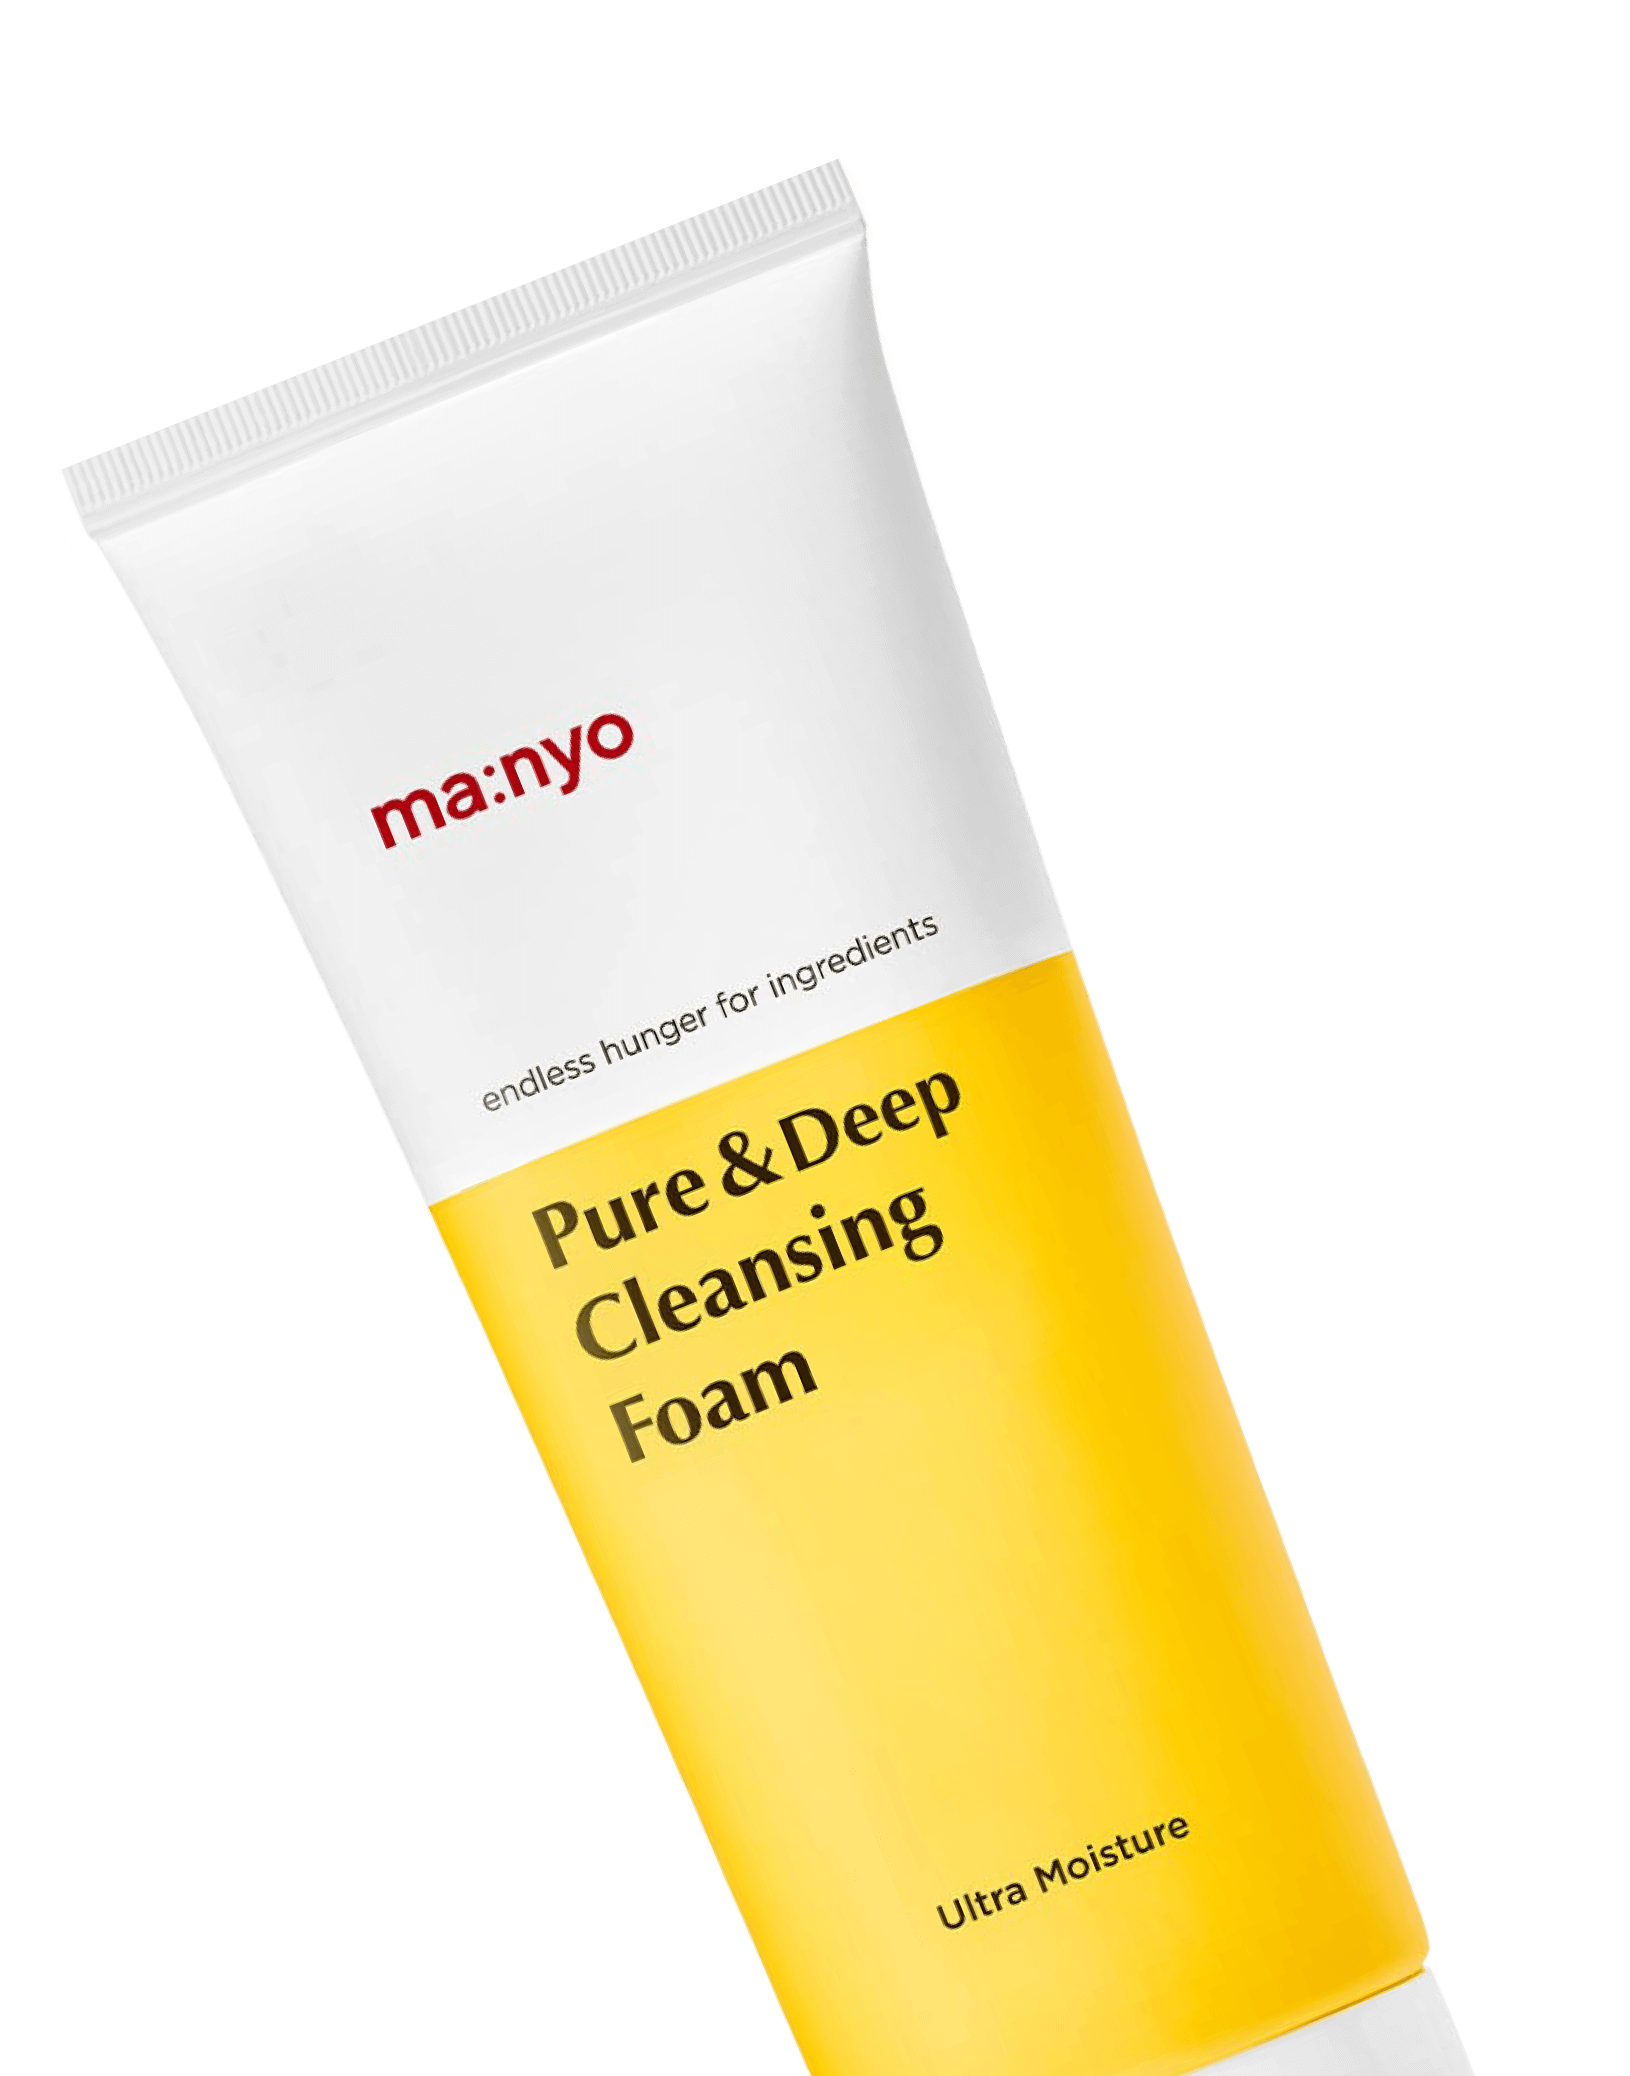 ma:nyo
endless hunger for ingredients
Pure & Deep
Cleansing
Foam
Ultra Moisture